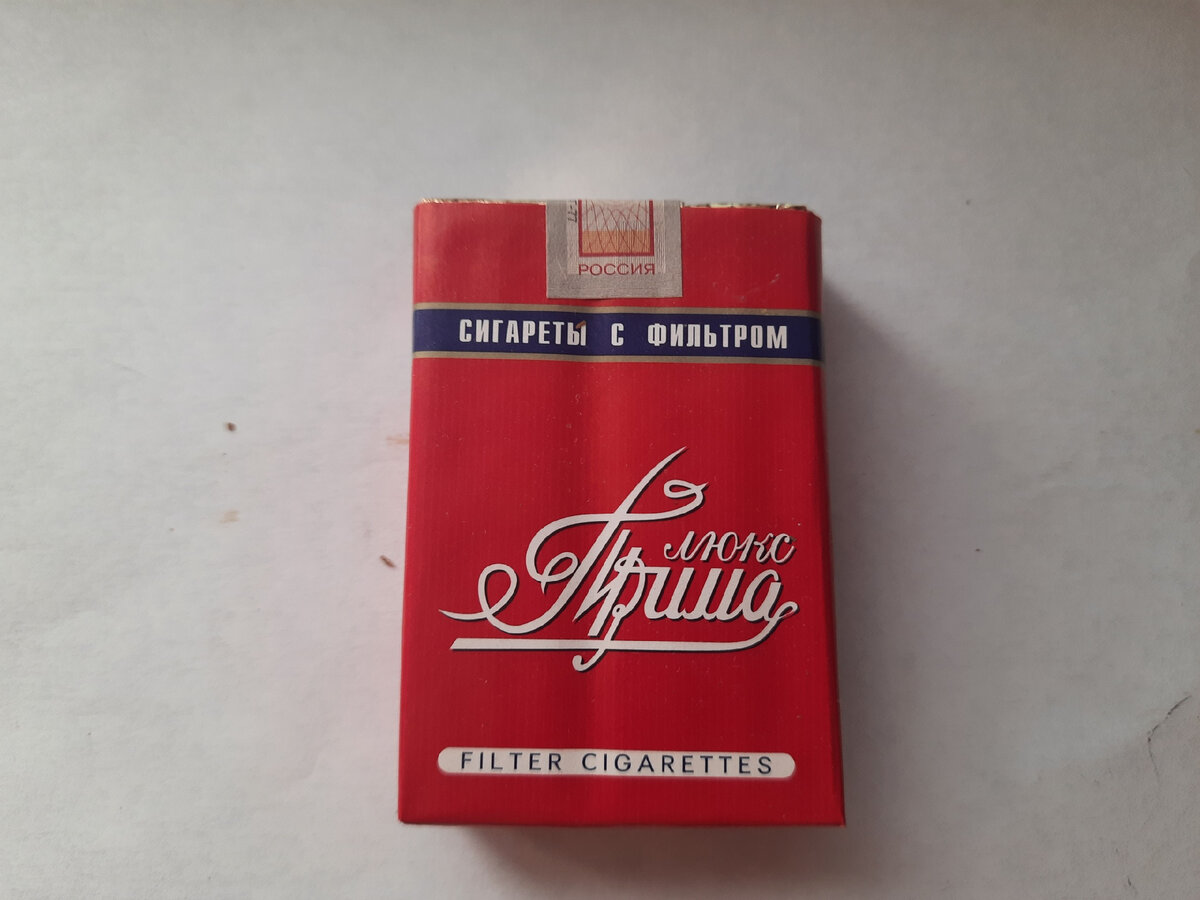 РОССИЯ
СИГАРЕТЫ С ФИЛЬТРОМ
люкс
Прима
FILTER CIGARETTES